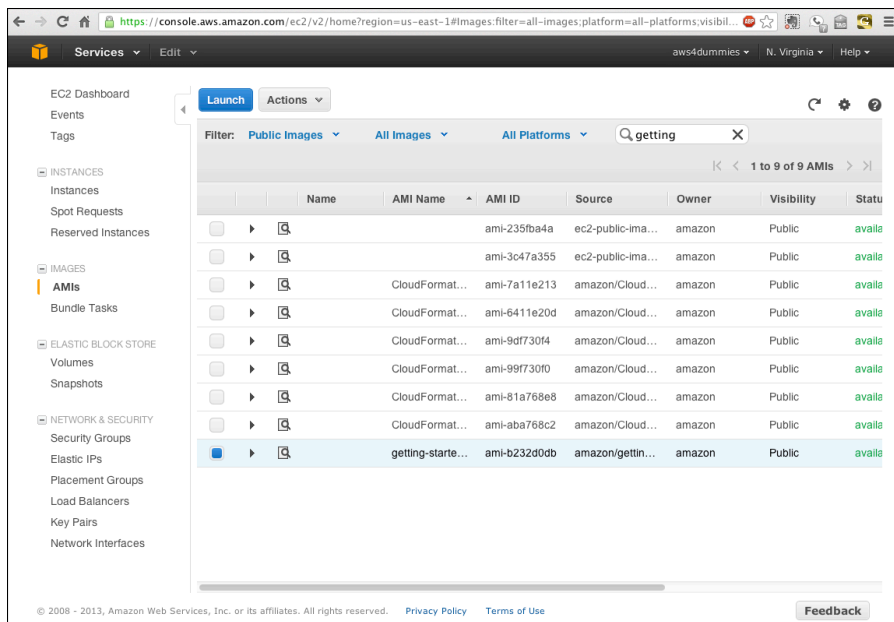 https://console.aws.amazon.com/ec2/v2/home?region=us-east-1#Images:filter=all-images;platform=all-platforms;visibil...
Services Edit aws4dummies N. Virginia Help
EC2 Dashboard
Events
Tags
INSTANCES
Instances
Spot Requests
Reserved Instances
IMAGES
AMIs
Bundle Tasks
ELASTIC BLOCK STORE
Volumes
Snapshots
NETWORK & SECURITY
Security Groups
Elastic IPs
Placement Groups
Load Balancers
Key Pairs
Network Interfaces
Launch Actions
Filter: Public Images All Images All Platforms getting
1 to 9 of 9 AMIs
Name AMI Name AMI ID Source Owner Visibility Statu
ami-235fba4a ec2-public-ima... amazon Public availa
ami-3c47a355 ec2-public-ima... amazon Public availa
CloudFormat... ami-7a11e213 amazon/Cloud... amazon Public availa
CloudFormat... ami-6411e20d amazon/Cloud... amazon Public availa
CloudFormat... ami-9df730f4 amazon/Cloud... amazon Public availa
CloudFormat... ami-99f730f0 amazon/Cloud... amazon Public availa
CloudFormat... ami-81a768e8 amazon/Cloud... amazon Public availa
CloudFormat... ami-aba768c2 amazon/Cloud... amazon Public availa
getting-starte... ami-b232d0db amazon/gettin... amazon Public availa
© 2008 - 2013, Amazon Web Services, Inc. or its affiliates. All rights reserved. Privacy Policy Terms of Use Feedback